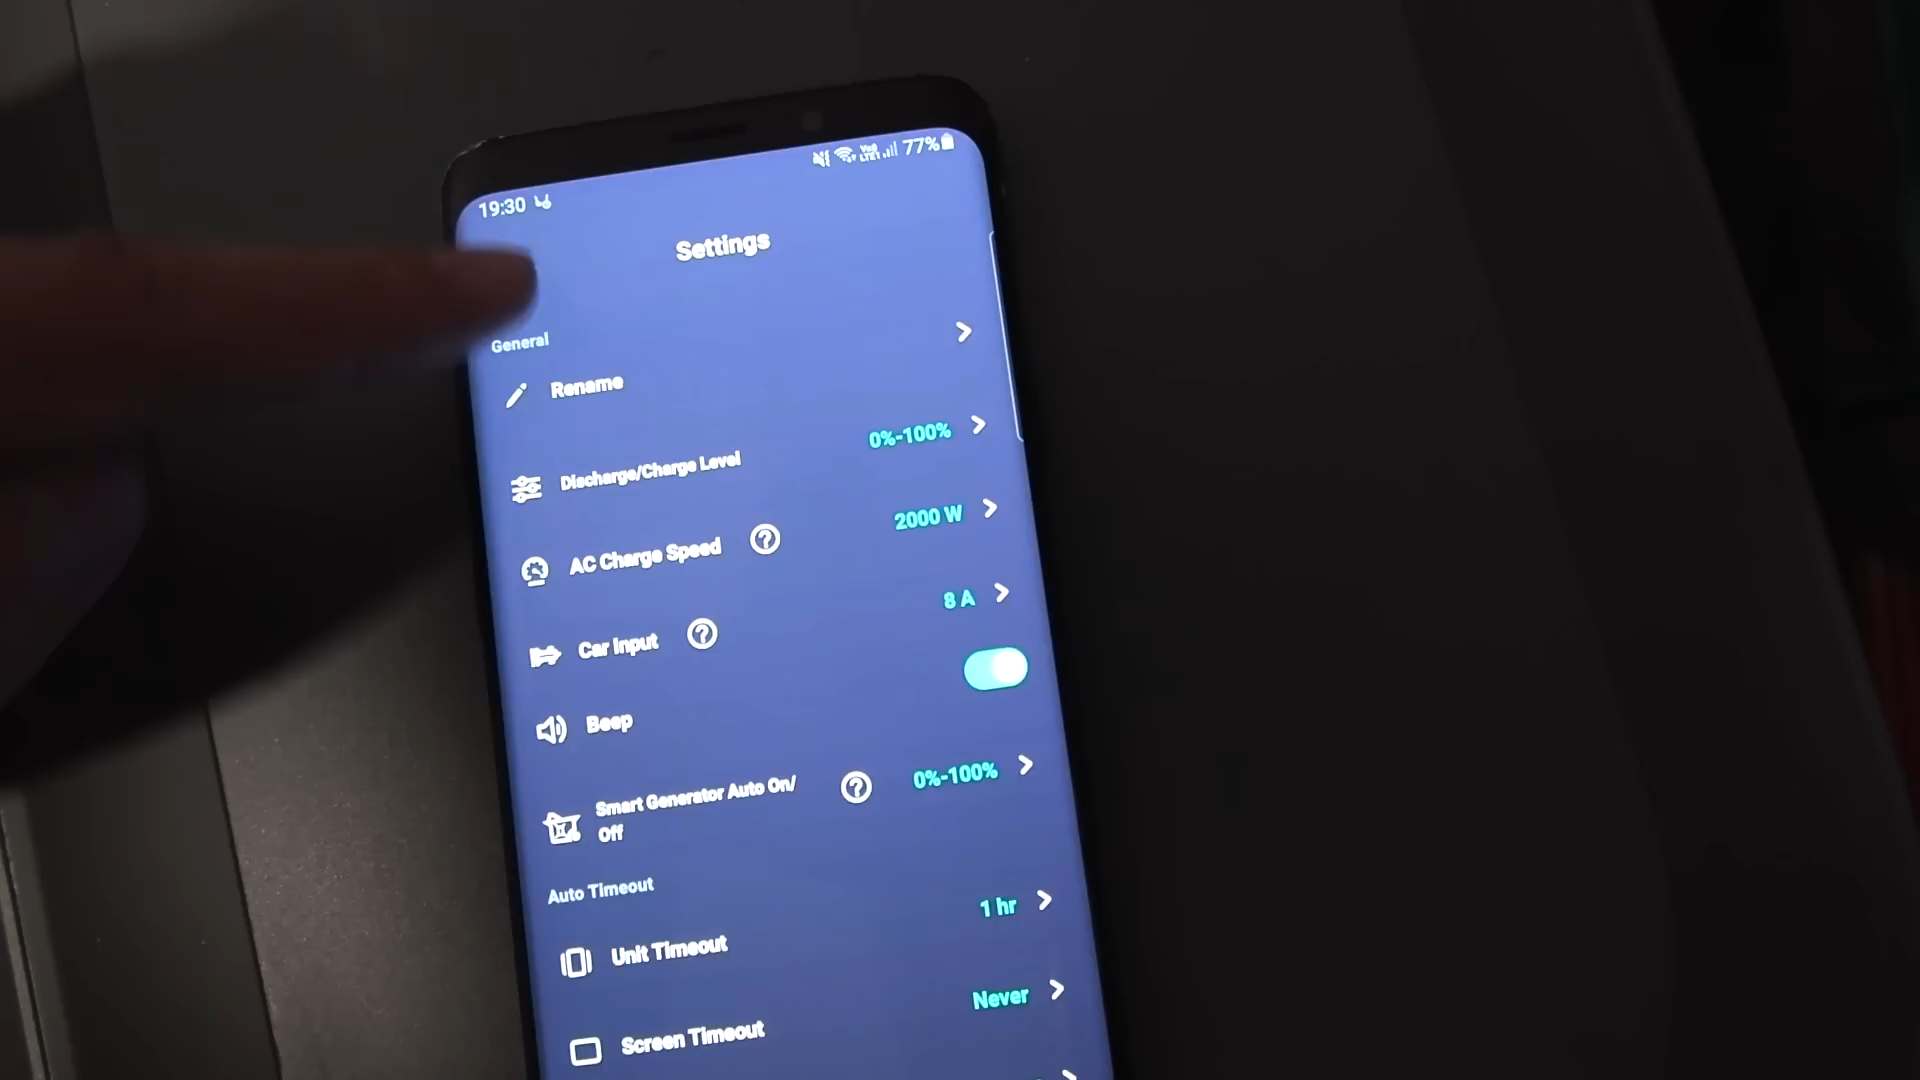 19:30
77%
Settings
General
Rename
Discharge/Charge Level
0%-100%
AC Charge Speed ?
2000 W
Car Input ?
8 A
Beep
Smart Generator Auto On/
Off
? 0%-100%
Auto Timeout
Unit Timeout
1 hr
Screen Timeout
Never